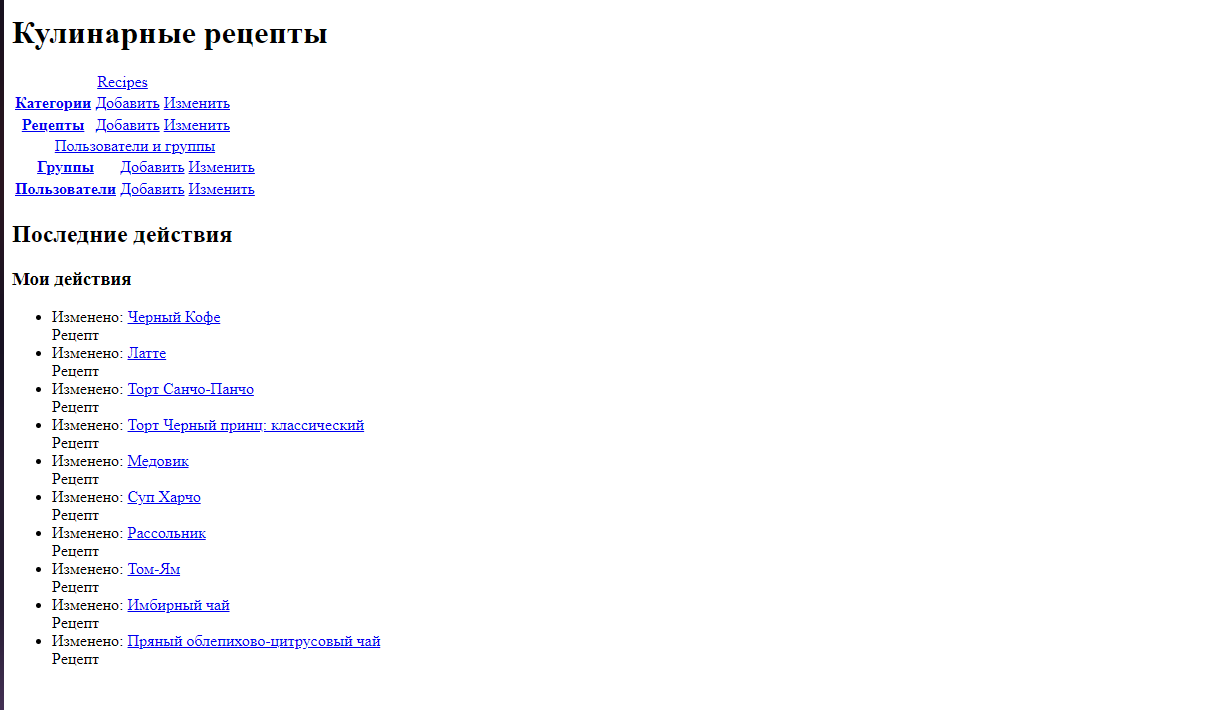 Кулинарные рецепты
Recipes
Категории Добавить Изменить
Рецепты Добавить Изменить
Пользователи и группы
Группы Добавить Изменить
Пользователи Добавить Изменить
Последние действия
Мои действия
Изменено: Черный Кофе
Рецепт
Изменено: Латте
Рецепт
Изменено: Торт Санчо-Панчо
Рецепт
Изменено: Торт Черный принц: классический
Рецепт
Изменено: Медовик
Рецепт
Изменено: Суп Харчо
Рецепт
Изменено: Рассольник
Рецепт
Изменено: Том-Ям
Рецепт
Изменено: Имбирный чай
Рецепт
Изменено: Пряный облепихово-цитрусовый чай
Рецепт